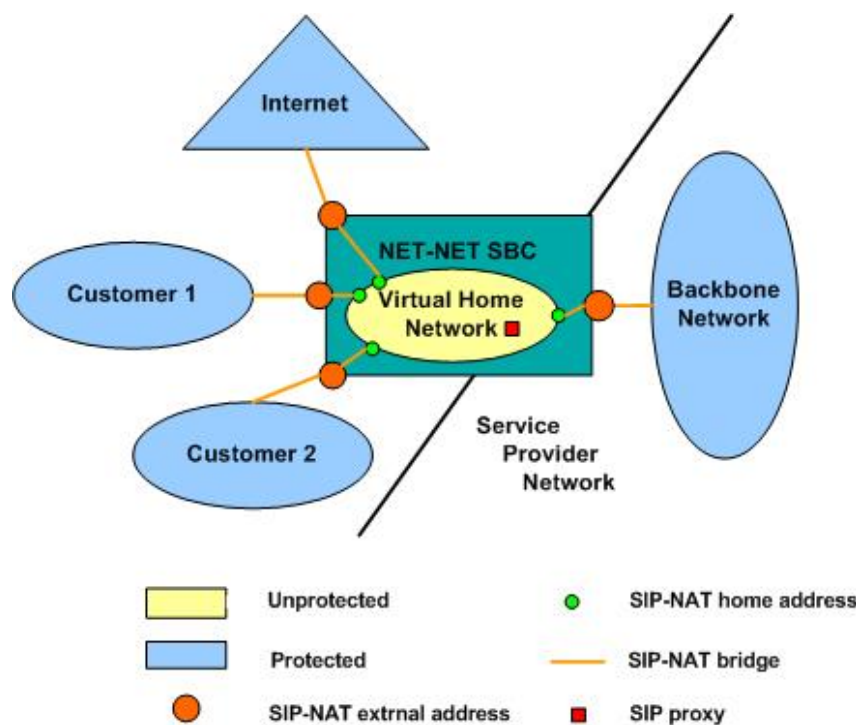 Internet
NET-NET SBC
Customer 1
Virtual Home
Network
Backbone
Network
Customer 2
Service
Provider
Network
Unprotected
SIP-NAT home address
Protected
SIP-NAT bridge
SIP-NAT extrnal address
SIP proxy